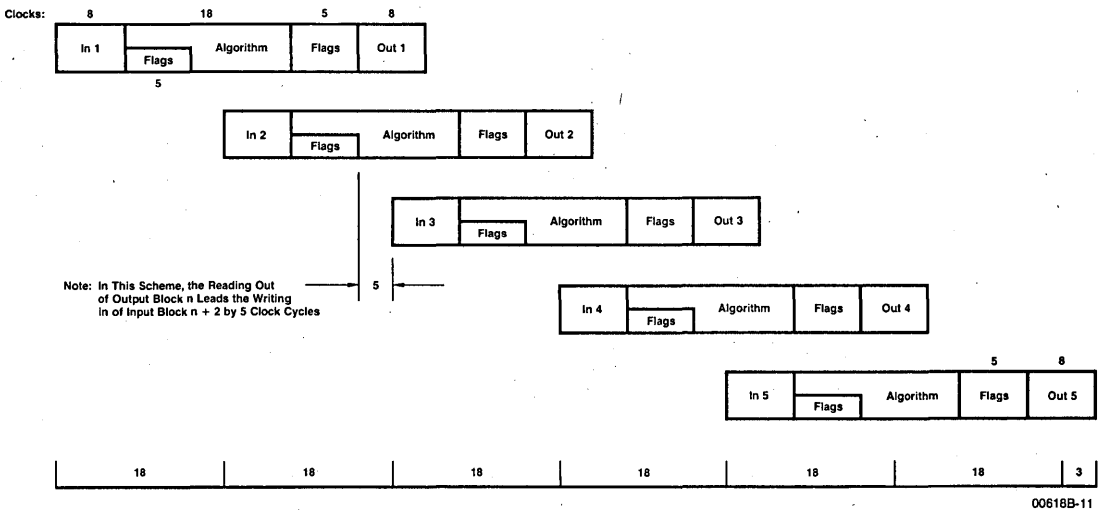 Clocks: 8 18 5 8
In 1 Algorithm Flags Out 1
Flags
5
In 2 Algorithm Flags Out 2
Flags
In 3 Algorithm Flags Out 3
Flags
Note: In This Scheme, the Reading Out
of Output Block n Leads the Writing
in of Input Block n + 2 by 5 Clock Cycles
5
In 4 Algorithm Flags Out 4
Flags
5 8
In 5 Algorithm Flags Out 5
Flags
18 18 18 18 18 18 3
00618B-11